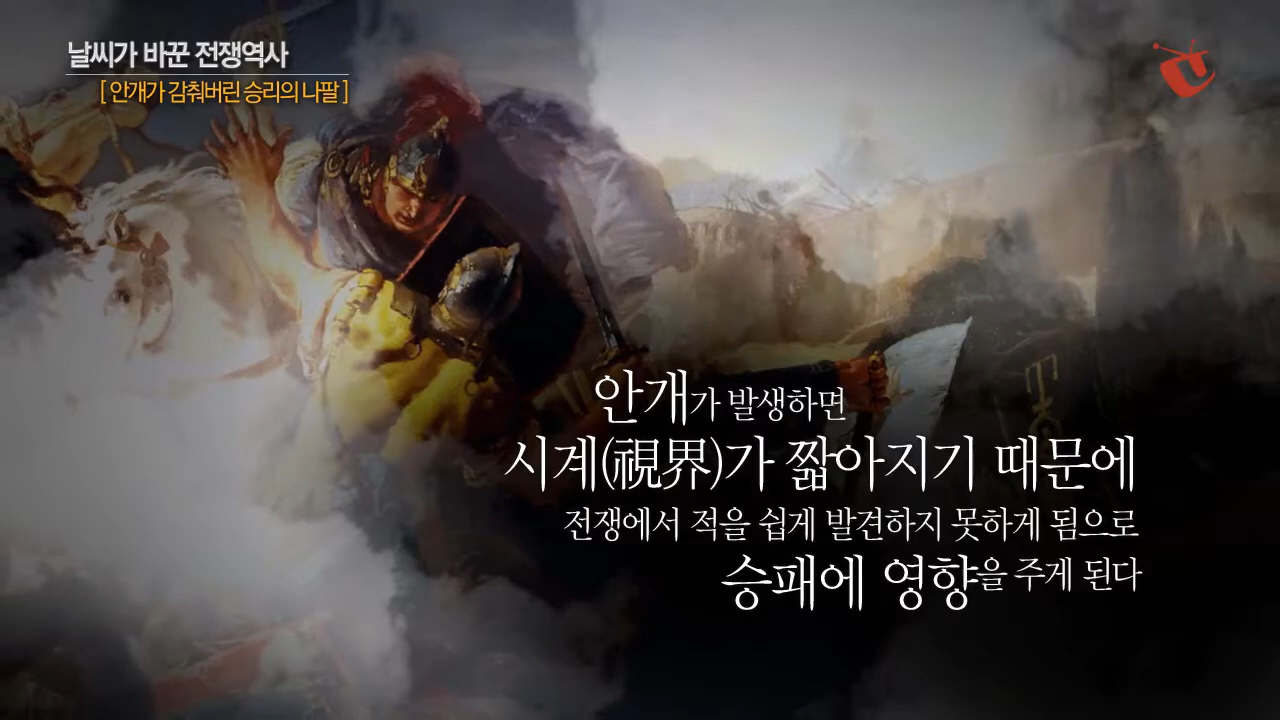 날씨가 바꾼 전쟁역사
[ 안개가 감춰버린 승리의 나팔 ]
안개가 발생하면
시계(視界)가 짧아지기 때문에
전쟁에서 적을 쉽게 발견하지 못하게 됨으로
승패에 영향을 주게 된다